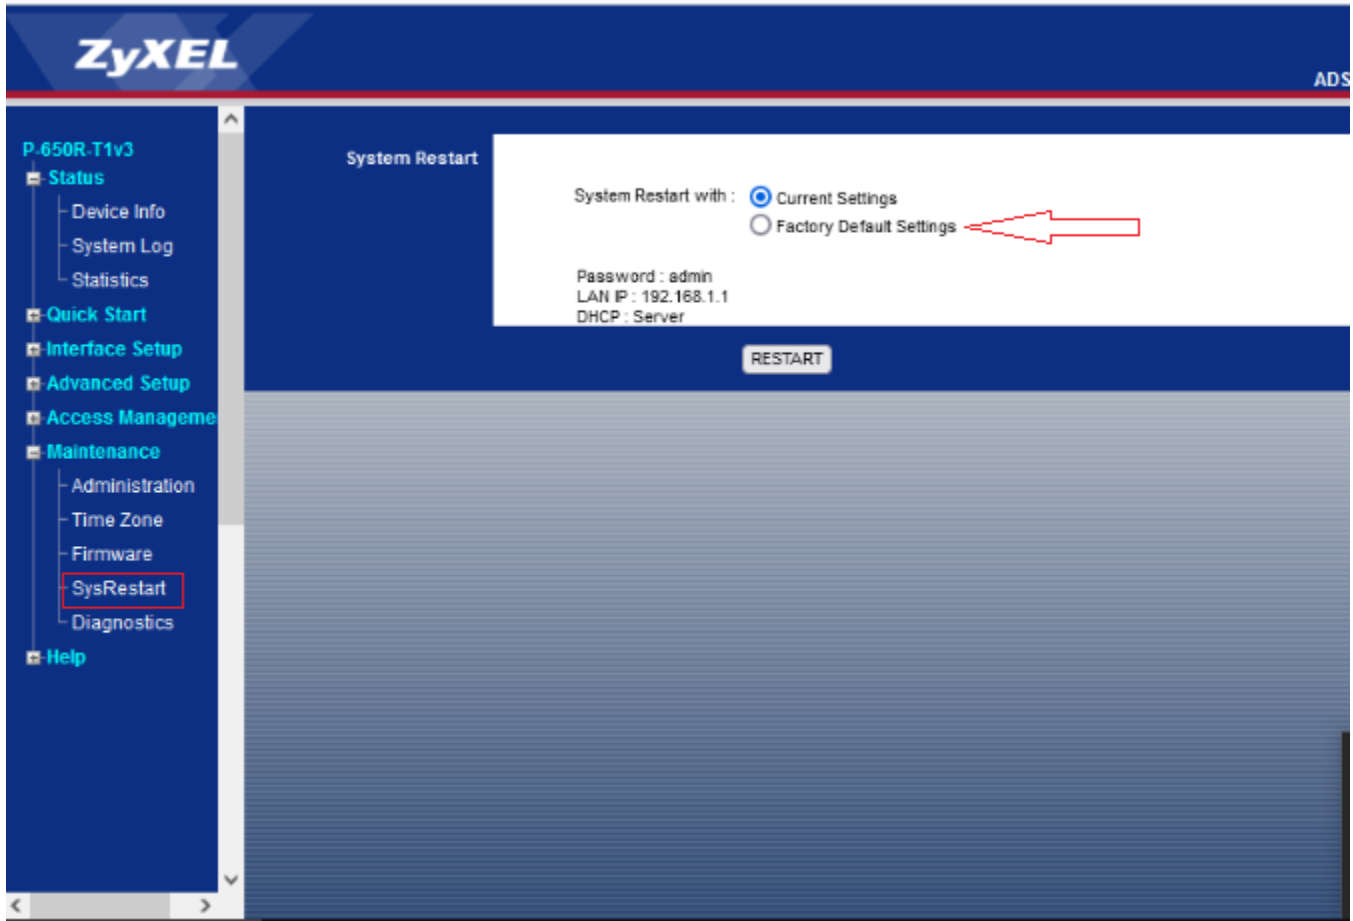 ZyXEL
ADS
P-650R-T1v3
Status
Device Info
System Log
Statistics
Quick Start
Interface Setup
Advanced Setup
Access Manageme
Maintenance
Administration
Time Zone
Firmware
SysRestart
Diagnostics
Help
System Restart
System Restart with : Current Settings
Factory Default Settings
Password : admin
LAN IP : 192.168.1.1
DHCP : Server
RESTART